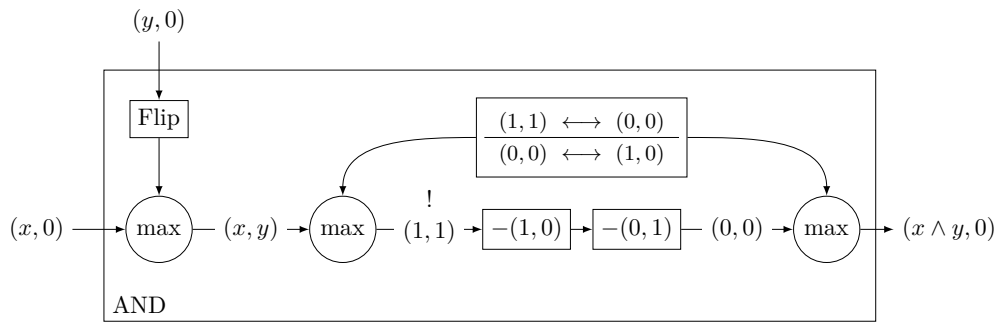 (y, 0)
Flip
(1, 1) ⟷ (0, 0)
(0, 0) ⟷ (1, 0)
!
(x, 0) max (x, y) max (1, 1) −(1, 0) −(0, 1) (0, 0) max (x ∧ y, 0)
AND